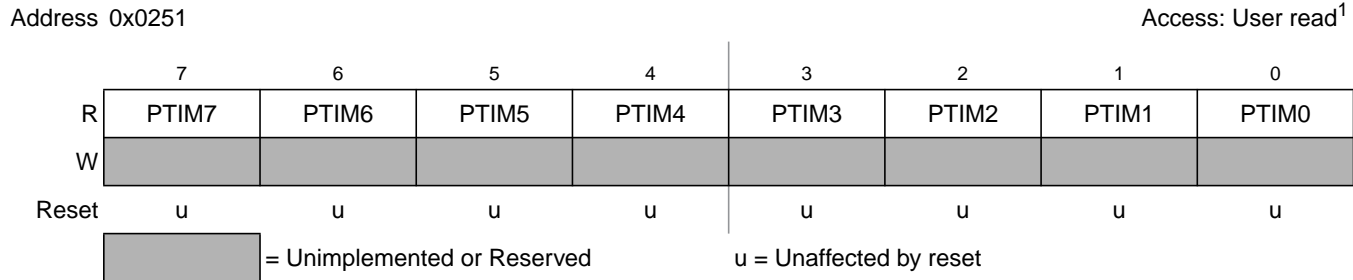 Address 0x0251 Access: User read1
7 6 5 4 3 2 1 0
R PTIM7 PTIM6 PTIM5 PTIM4 PTIM3 PTIM2 PTIM1 PTIM0
W
Reset u u u u u u u u
= Unimplemented or Reserved u = Unaffected by reset